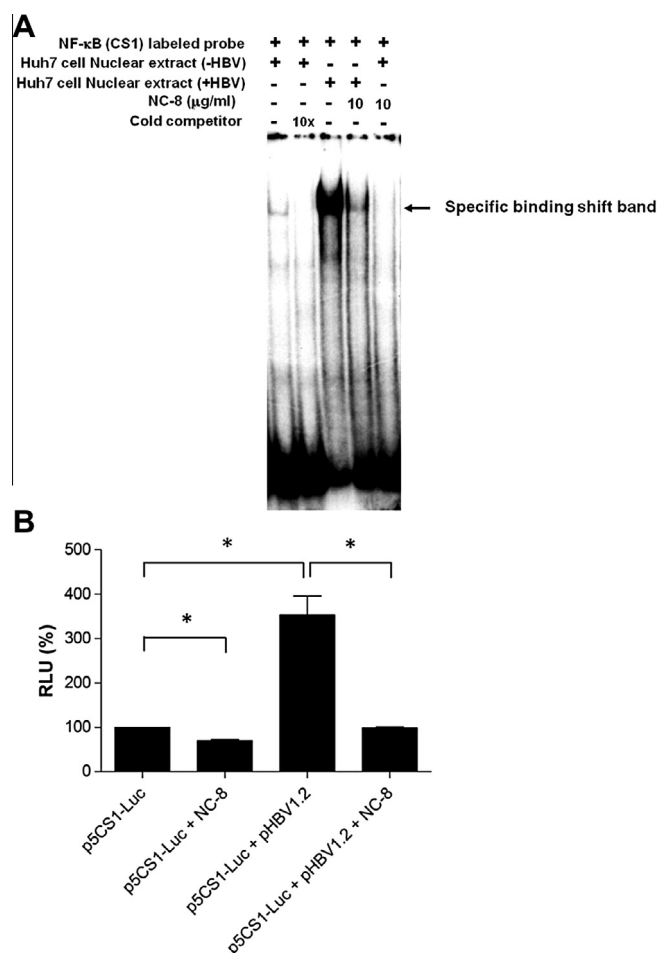 A
NF-κB (CS1) labeled probe + + + + +
Huh7 cell Nuclear extract (-HBV) + + - - +
Huh7 cell Nuclear extract (+HBV) - - + + -
NC-8 (μg/ml) - - - 10 10
Cold competitor - 10x - - -
Specific binding shift band
B
500
400
300
200
100
0
RLU (%)
* * *
p5CS1-Luc
p5CS1-Luc + NC-8
p5CS1-Luc + pHBV1.2
p5CS1-Luc + pHBV1.2 + NC-8